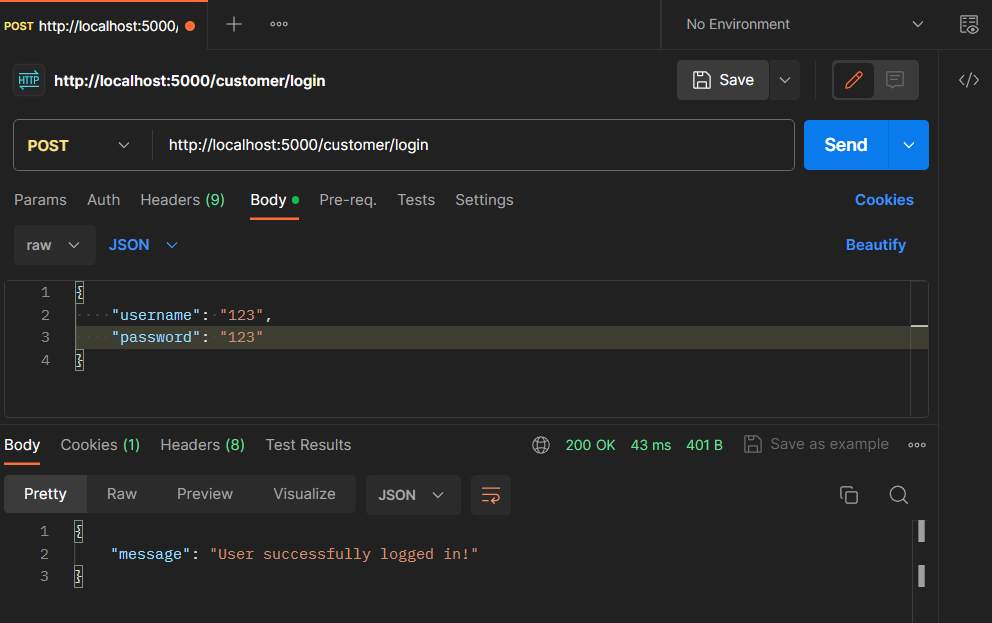 POST http://localhost:5000/ No Environment
HTTP http://localhost:5000/customer/login Save
POST http://localhost:5000/customer/login Send
Params Auth Headers (9) Body Pre-req. Tests Settings Cookies
raw JSON Beautify
1 {
2 "username": "123",
3 "password": "123"
4 }
Body Cookies (1) Headers (8) Test Results 200 OK 43 ms 401 B Save as example
Pretty Raw Preview Visualize JSON
1 {
2 "message": "User successfully logged in!"
3 }